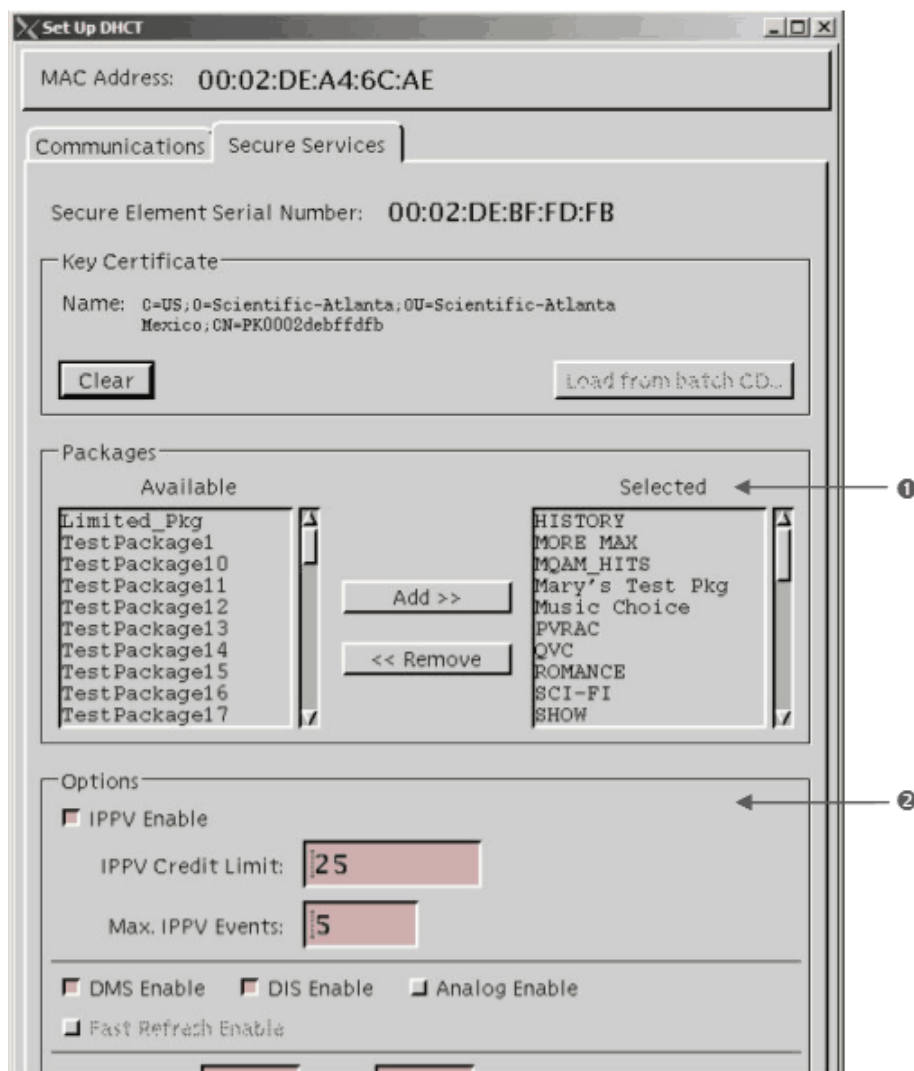 Set Up DHCT
MAC Address: 00:02:DE:A4:6C:AE
Communications Secure Services
Secure Element Serial Number: 00:02:DE:BF:FD:FB
Key Certificate
Name: C=US;O=Scientific-Atlanta;OU=Scientific-Atlanta
Mexico;CN=PK0002debffdfb
Clear Load from batch CD...
Packages
Available
Limited_Pkg
TestPackage1
TestPackage10
TestPackage11
TestPackage12
TestPackage13
TestPackage14
TestPackage15
TestPackage16
TestPackage17
Add >>
<< Remove
Selected ❶
HISTORY
MORE MAX
MQAM_HITS
Mary's Test Pkg
Music Choice
PVRAC
QVC
ROMANCE
SCI-FI
SHOW
Options ❷
IPPV Enable
IPPV Credit Limit: 25
Max. IPPV Events: 5
DMS Enable DIS Enable Analog Enable
Fast Refresh Enable